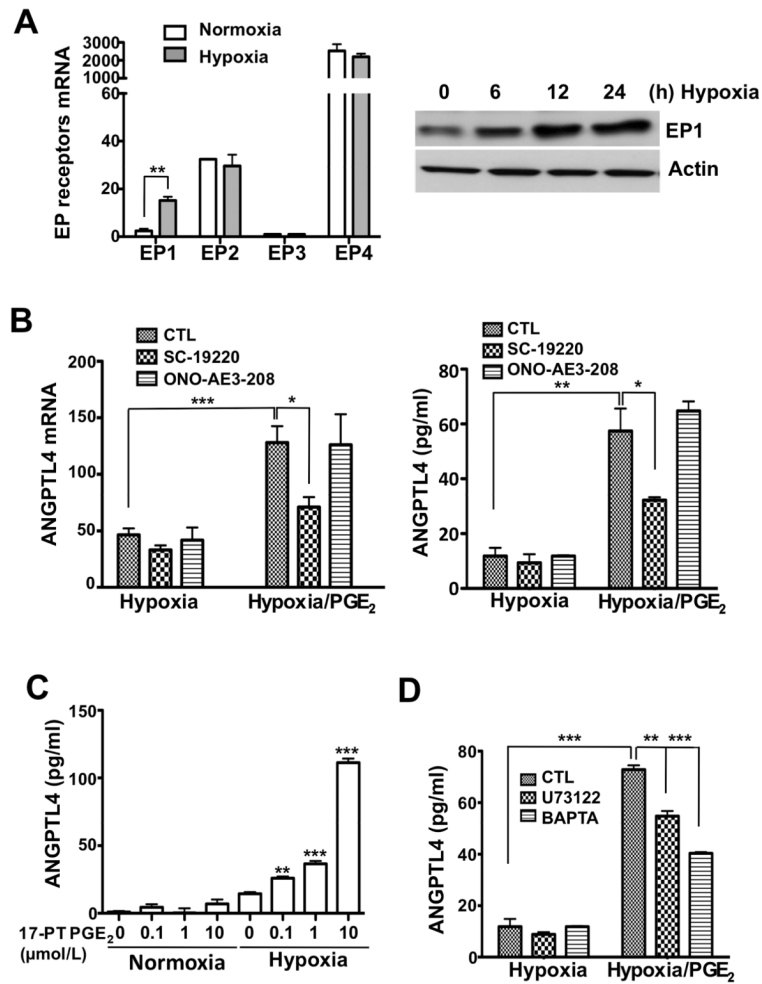 A
Normoxia
Hypoxia
EP receptors mRNA
3000
2000
1000
60
40
20
0
**
EP1 EP2 EP3 EP4
0 6 12 24 (h) Hypoxia
EP1
Actin
B
CTL
SC-19220
ONO-AE3-208
ANGPTL4 mRNA
200
150
100
50
0
*** *
Hypoxia Hypoxia/PGE2
CTL
SC-19220
ONO-AE3-208
ANGPTL4 (pg/ml)
80
60
40
20
0
** *
Hypoxia Hypoxia/PGE2
C
ANGPTL4 (pg/ml)
150
100
50
0
** *** ***
17-PT PGE2 0 0.1 1 10 0 0.1 1 10
(μmol/L) Normoxia Hypoxia
D
ANGPTL4 (pg/ml)
80
60
40
20
0
*** ** ***
CTL
U73122
BAPTA
Hypoxia Hypoxia/PGE2